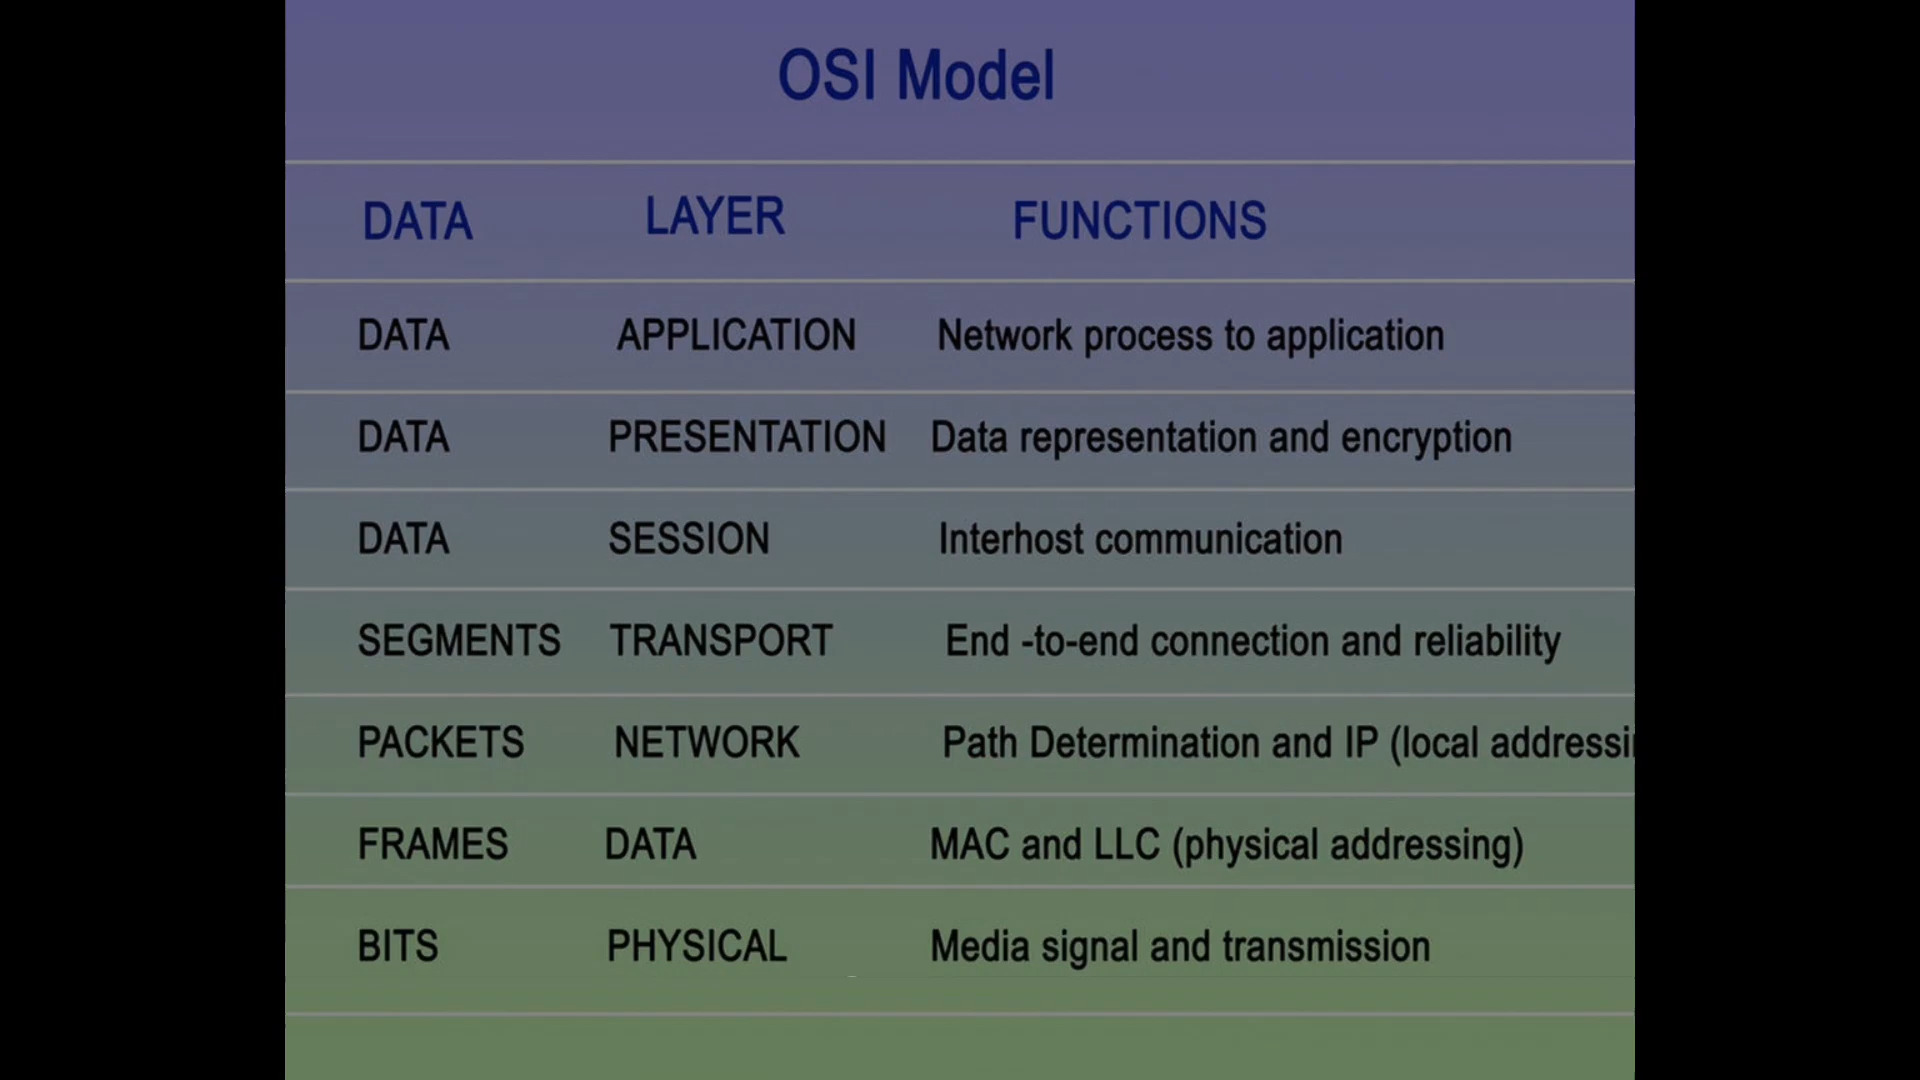 OSI Model
DATA LAYER FUNCTIONS
DATA APPLICATION Network process to application
DATA PRESENTATION Data representation and encryption
DATA SESSION Interhost communication
SEGMENTS TRANSPORT End -to-end connection and reliability
PACKETS NETWORK Path Determination and IP (local
FRAMES DATA MAC and LLC (physical addressing)
BITS PHYSICAL Media signal and transmission